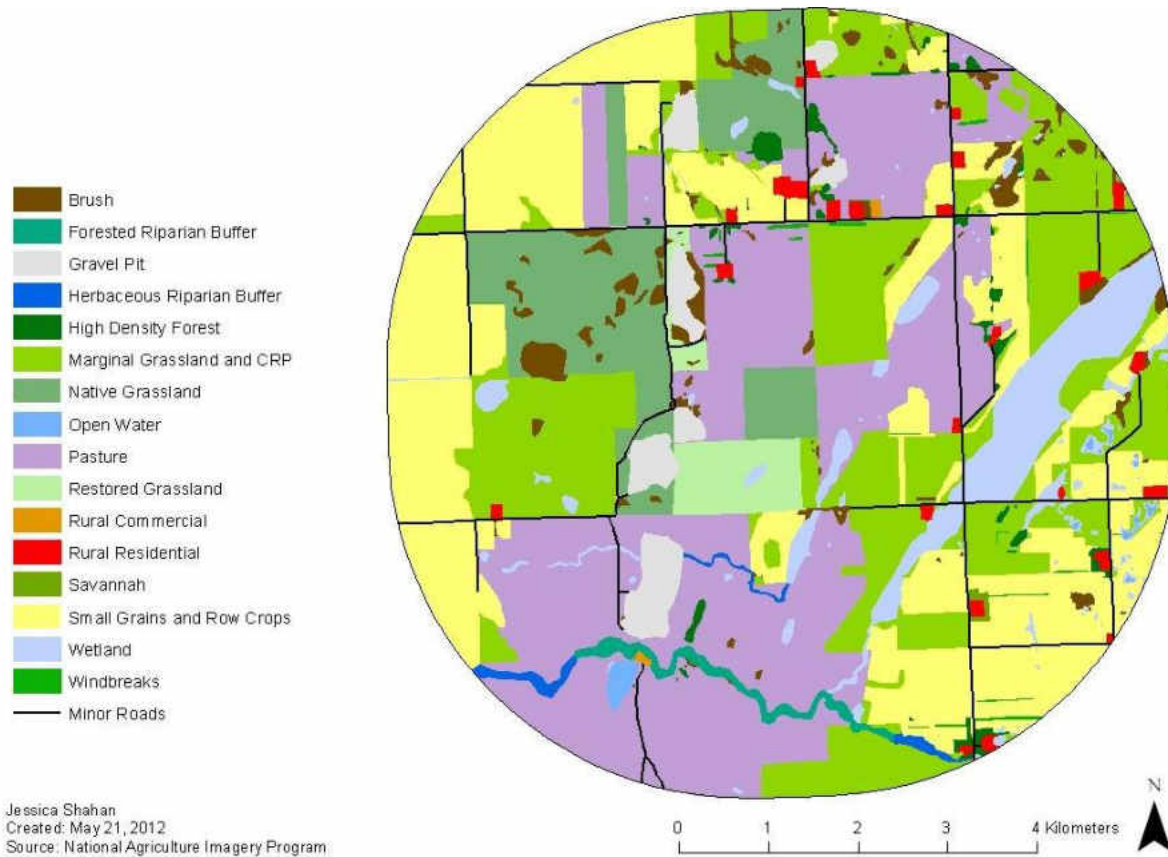 Brush
Forested Riparian Buffer
Gravel Pit
Herbaceous Riparian Buffer
High Density Forest
Marginal Grassland and CRP
Native Grassland
Open Water
Pasture
Restored Grassland
Rural Commercial
Rural Residential
Savannah
Small Grains and Row Crops
Wetland
Windbreaks
Minor Roads
Jessica Shahan
Created: May 21, 2012
Source: National Agriculture Imagery Program
0 1 2 3 4 Kilometers
N